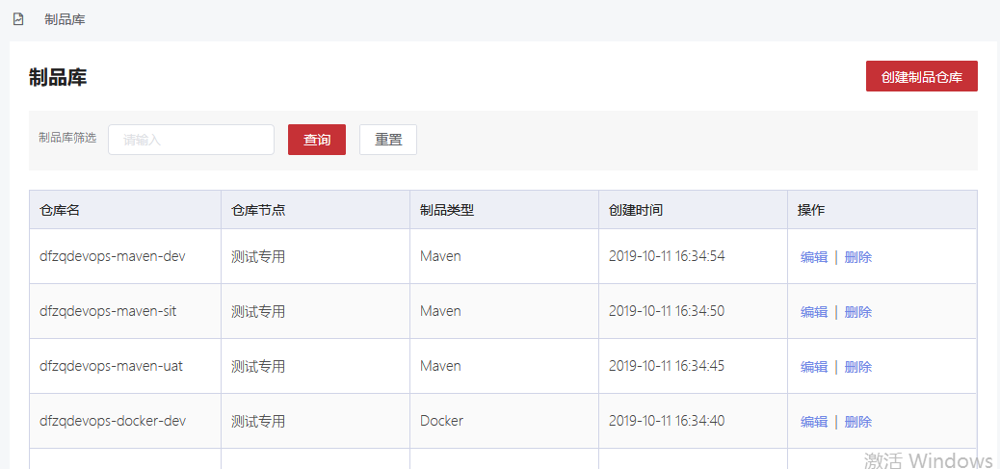 制品库
制品库
创建制品仓库
制品库筛选 请输入 查询 重置
仓库名 仓库节点 制品类型 创建时间 操作
dfzqdevops-maven-dev 测试专用 Maven 2019-10-11 16:34:54 编辑 | 删除
dfzqdevops-maven-sit 测试专用 Maven 2019-10-11 16:34:50 编辑 | 删除
dfzqdevops-maven-uat 测试专用 Maven 2019-10-11 16:34:45 编辑 | 删除
dfzqdevops-docker-dev 测试专用 Docker 2019-10-11 16:34:40 编辑 | 删除
激活 Windows